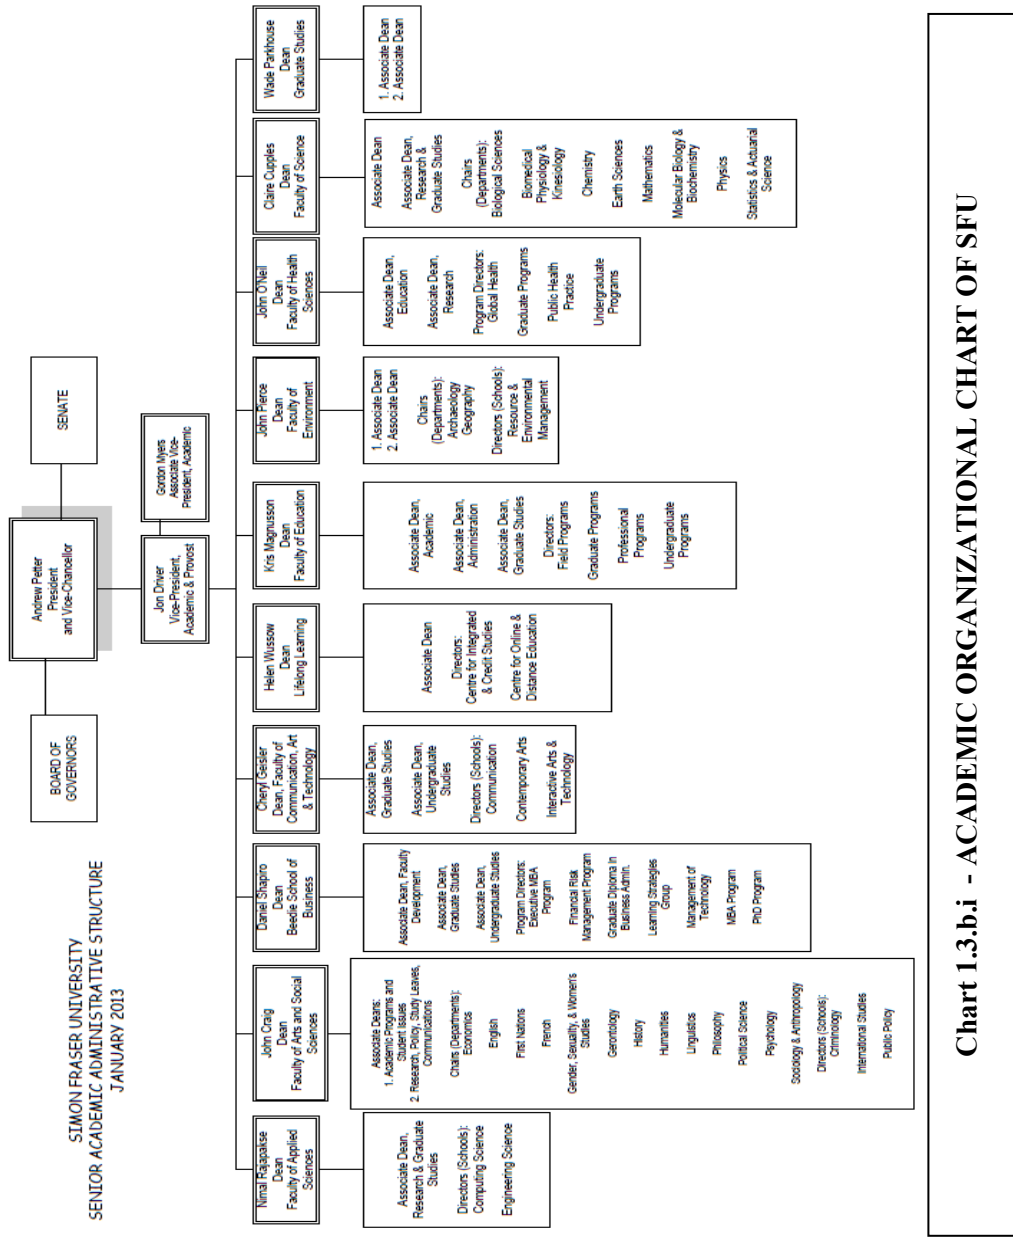 SIMON FRASER UNIVERSITY
SENIOR ACADEMIC ADMINISTRATIVE STRUCTURE
JANUARY 2013
BOARD OF
GOVERNORS
Andrew Petter
President
and Vice-Chancellor
SENATE
Jon Driver
Vice-President,
Academic & Provost
Gordon Myers
Associate Vice-
President, Academic
Nimal Rajapakse
Dean
Faculty of Applied
Sciences
Associate Dean,
Research & Graduate
Studies
Directors (Schools):
Computing Science
Engineering Science
John Craig
Dean
Faculty of Arts and Social
Sciences
Associate Deans:
1. Academic Programs and
Student Issues
2. Research, Policy, Study Leaves,
Communications
Chairs (Departments):
Economics
English
First Nations
French
Gender, Sexuality, & Women's
Studies
Gerontology
History
Humanities
Linguistics
Philosophy
Political Science
Psychology
Sociology & Anthropology
Directors (Schools):
Criminology
International Studies
Public Policy
Daniel Shapiro
Dean
Beedie School of
Business
Associate Dean, Faculty
Development
Associate Dean,
Graduate Studies
Associate Dean,
Undergraduate Studies
Program Directors:
Executive MBA
Program
Financial Risk
Management Program
Graduate Diploma in
Business Admin.
Learning Strategies
Group
Management of
Technology
MBA Program
PhD Program
Cheryl Geisler
Dean, Faculty of
Communication, Art
& Technology
Associate Dean,
Graduate Studies
Associate Dean,
Undergraduate
Studies
Directors (Schools):
Communication
Contemporary Arts
Interactive Arts &
Technology
Helen Wussow
Dean
Lifelong Learning
Associate Dean
Directors:
Centre for Integrated
& Credit Studies
Centre for Online &
Distance Education
Kris Magnusson
Dean
Faculty of Education
Associate Dean,
Academic
Associate Dean,
Administration
Associate Dean,
Graduate Studies
Directors:
Field Programs
Graduate Programs
Professional
Programs
Undergraduate
Programs
John Pierce
Dean
Faculty of
Environment
1. Associate Dean
2. Associate Dean
Chairs
(Departments):
Archaeology
Geography
Directors (Schools):
Resource &
Environmental
Management
John O'Neil
Dean
Faculty of Health
Sciences
Associate Dean,
Education
Associate Dean,
Research
Program Directors:
Global Health
Graduate Programs
Public Health
Practice
Undergraduate
Programs
Claire Cupples
Dean
Faculty of Science
Associate Dean
Associate Dean,
Research &
Graduate Studies
Chairs
(Departments):
Biological Sciences
Biomedical
Physiology &
Kinesiology
Chemistry
Earth Sciences
Mathematics
Molecular Biology &
Biochemistry
Physics
Statistics & Actuarial
Science
Wade Parkhouse
Dean
Graduate Studies
1. Associate Dean
2. Associate Dean
Chart 1.3.b.i - ACADEMIC ORGANIZATIONAL CHART OF SFU